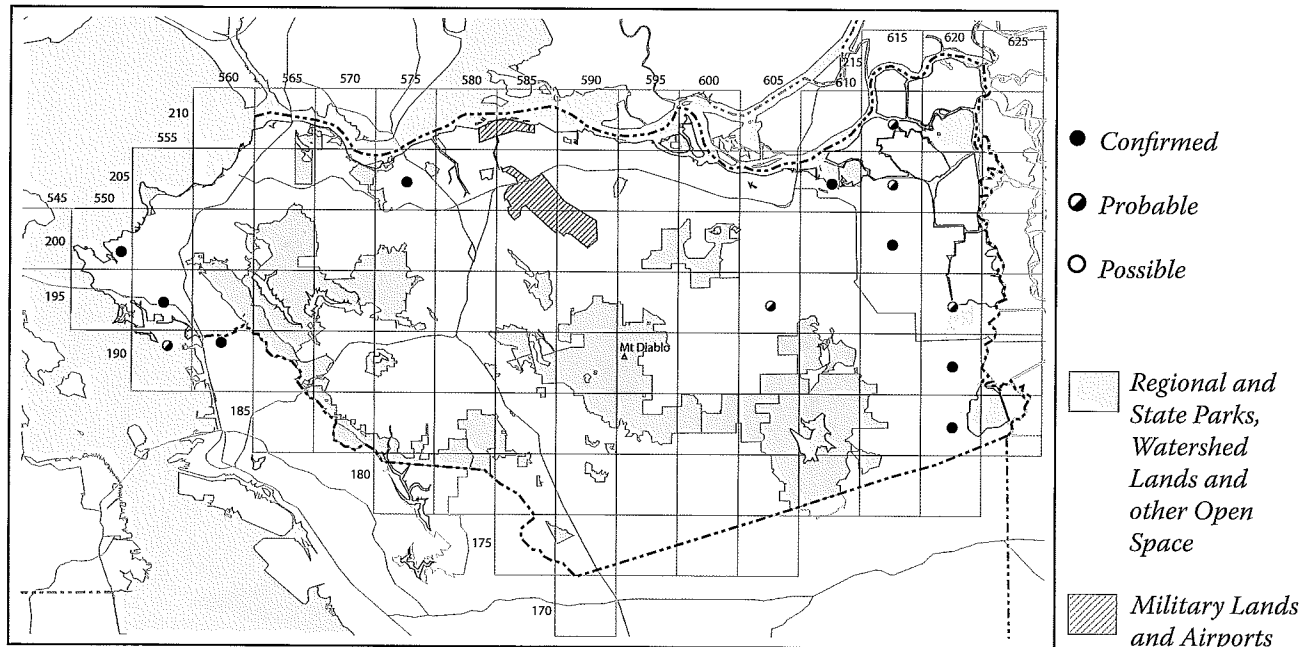 615
620
625
215
610
560
565
570
575
580
585
590
595
600
605
210
555
205
545
550
200
195
190
Mt Diablo
185
180
175
170
Confirmed
Probable
Possible
Regional and
State Parks,
Watershed
Lands and
other Open
Space
Military Lands
and Airports